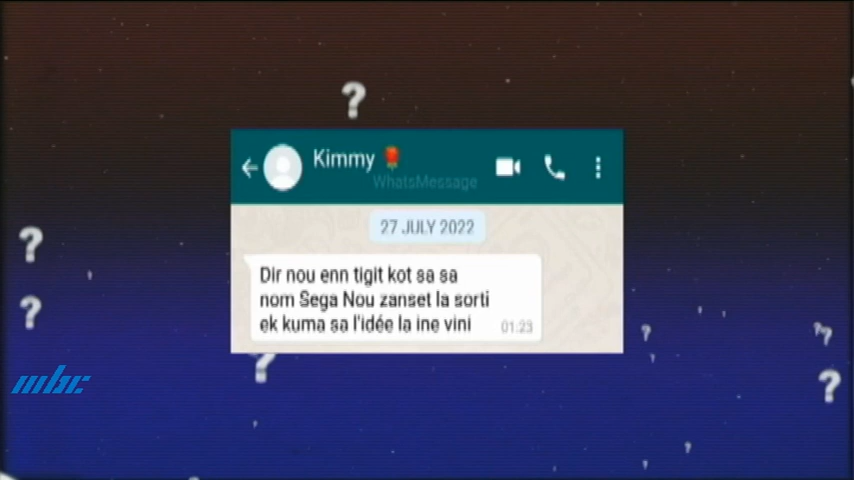 Kimmy
WhatsMessage
27 JULY 2022
Dir nou enn tigit kot sa sa
nom Sega Nou zanset la sorti
ek kuma sa l'idée la ine vini
01:23
mbc